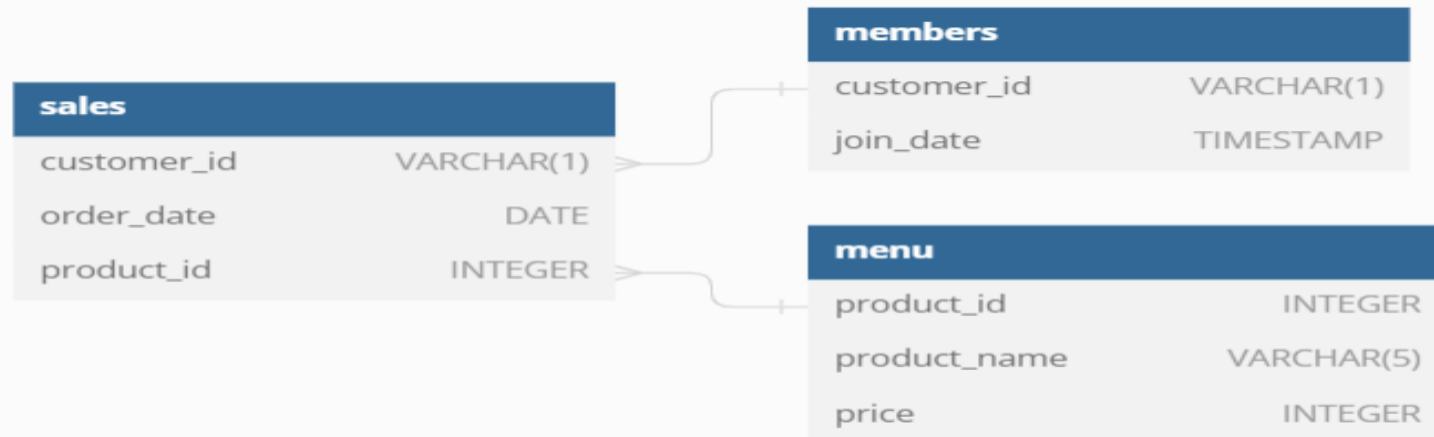 sales
customer_id VARCHAR(1)
order_date DATE
product_id INTEGER
members
customer_id VARCHAR(1)
join_date TIMESTAMP
menu
product_id INTEGER
product_name VARCHAR(5)
price INTEGER